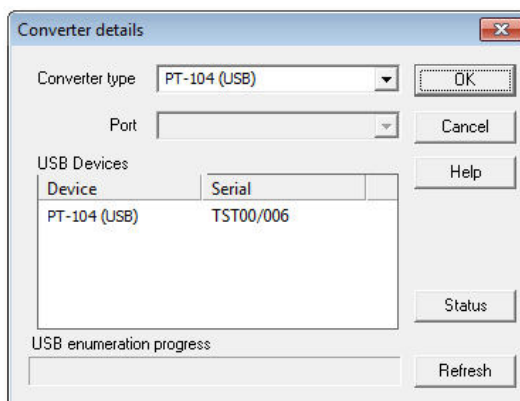 Converter details
Converter type PT-104 (USB) OK
Port Cancel
USB Devices Help
Device Serial
PT-104 (USB) TST00/006
Status
USB enumeration progress
Refresh